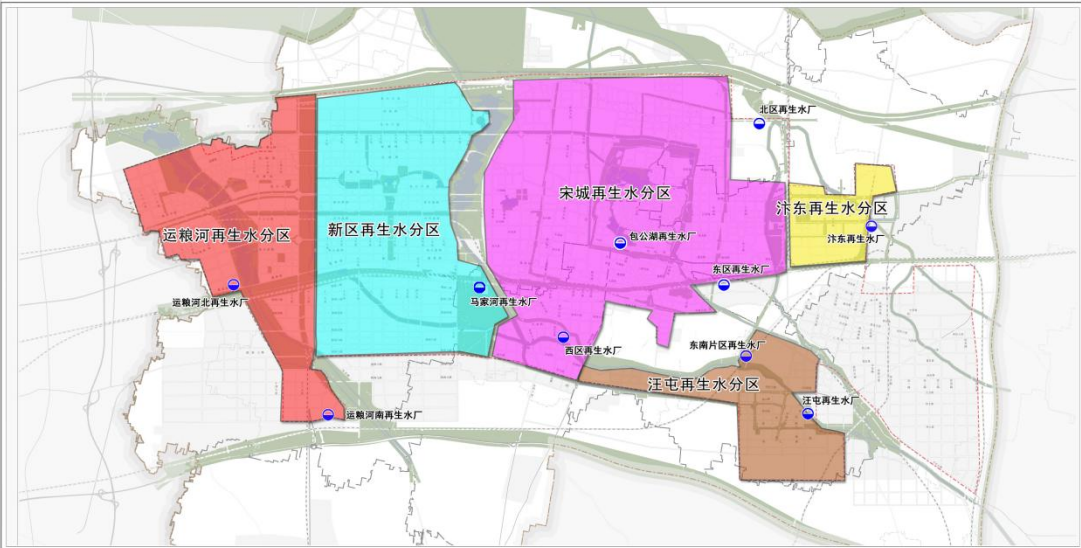 北区再生水厂
宋城再生水分区
汴东再生水分区
运粮河再生水分区
新区再生水分区
包公湖再生水厂
汴东再生水厂
东区再生水厂
运粮河北再生水厂
马家河再生水厂
西区再生水厂
东南片区再生水厂
汪屯再生水分区
汪屯再生水厂
运粮河南再生水厂